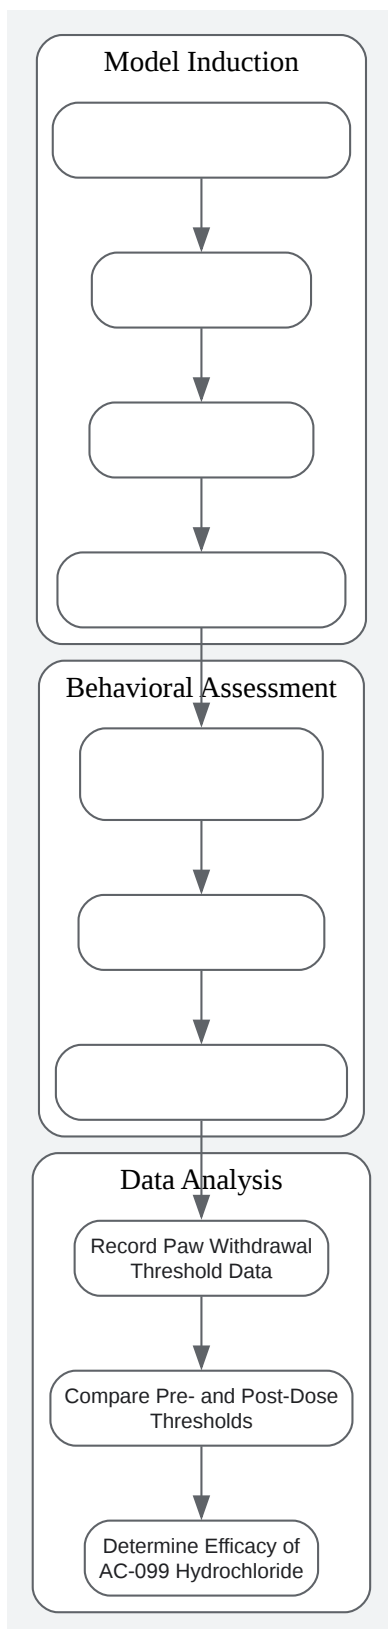 Model Induction
Behavioral Assessment
Data Analysis
Record Paw Withdrawal
Threshold Data
Compare Pre- and Post-Dose
Thresholds
Determine Efficacy of
AC-099 Hydrochloride